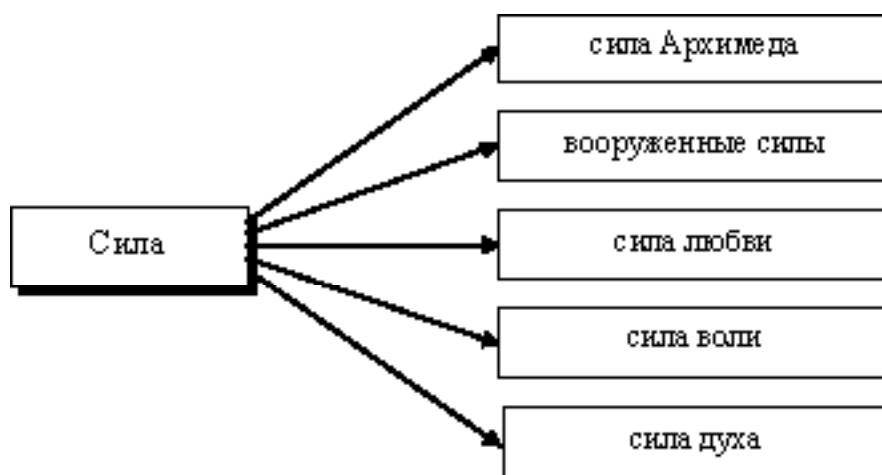 Сила
сила Архимеда
вооруженные силы
сила любви
сила воли
сила духа